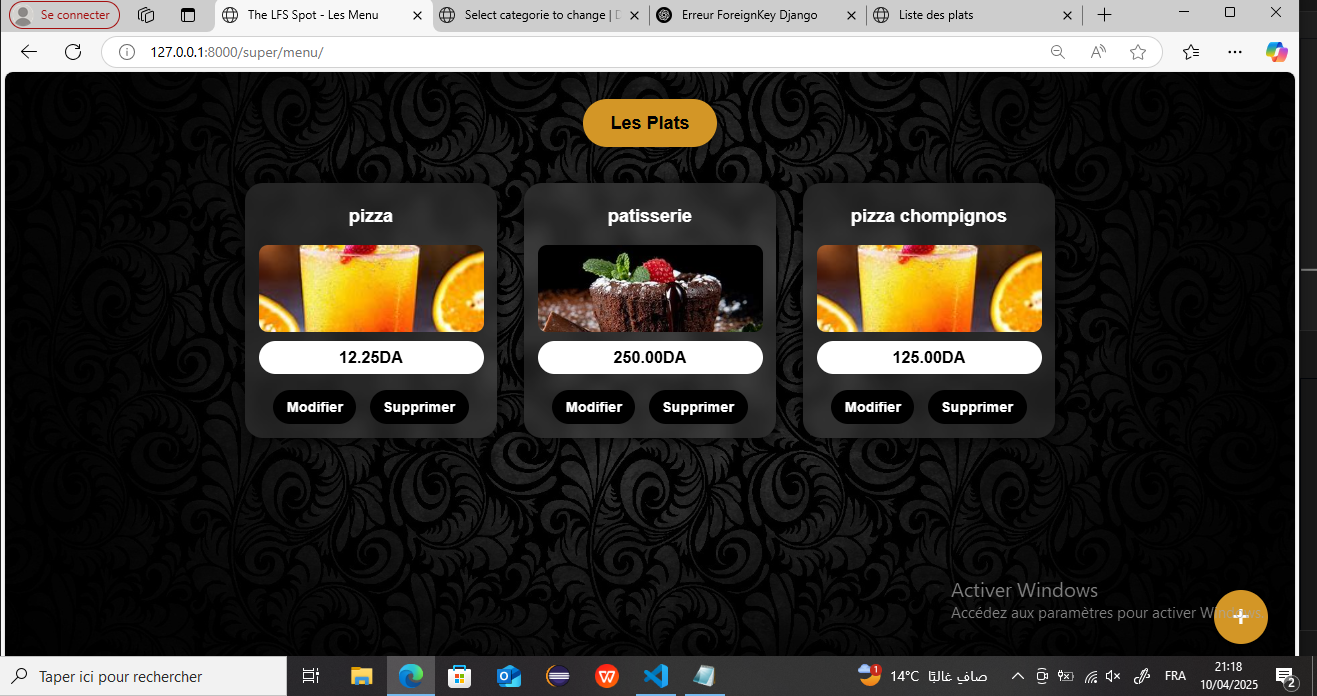 Se connecter
The LFS Spot - Les Menu
Select categorie to change | D
Erreur ForeignKey Django
Liste des plats
127.0.0.1:8000/super/menu/
Les Plats
pizza
patisserie
pizza chompignos
12.25DA
250.00DA
125.00DA
Modifier
Supprimer
Modifier
Supprimer
Modifier
Supprimer
Activer Windows
Accédez aux paramètres pour activer Windows.
+
Taper ici pour rechercher
1
14°C
صافٍ غالبًا
FRA
21:18
10/04/2025
2